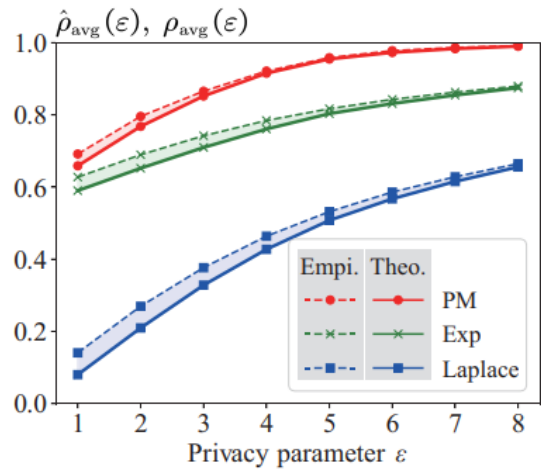 ρ̂avg(ε), ρavg(ε)
1.0
0.8
0.6
0.4
0.2
0.0
1 2 3 4 5 6 7 8
Empi. Theo.
PM
Exp
Laplace
Privacy parameter ε